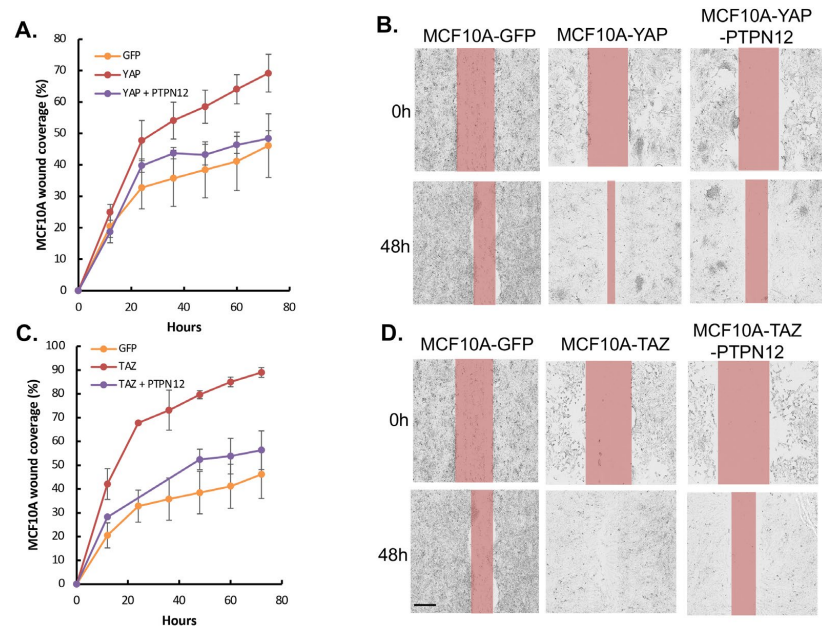 A.
GFP
YAP
YAP + PTPN12
MCF10A wound coverage (%)
80
70
60
50
40
30
20
10
0
0
20
40
60
80
Hours
B.
MCF10A-GFP
MCF10A-YAP
MCF10A-YAP
-PTPN12
0h
48h
C.
GFP
TAZ
TAZ + PTPN12
MCF10A wound coverage (%)
100
90
80
70
60
50
40
30
20
10
0
0
20
40
60
80
Hours
D.
MCF10A-GFP
MCF10A-TAZ
MCF10A-TAZ
-PTPN12
0h
48h